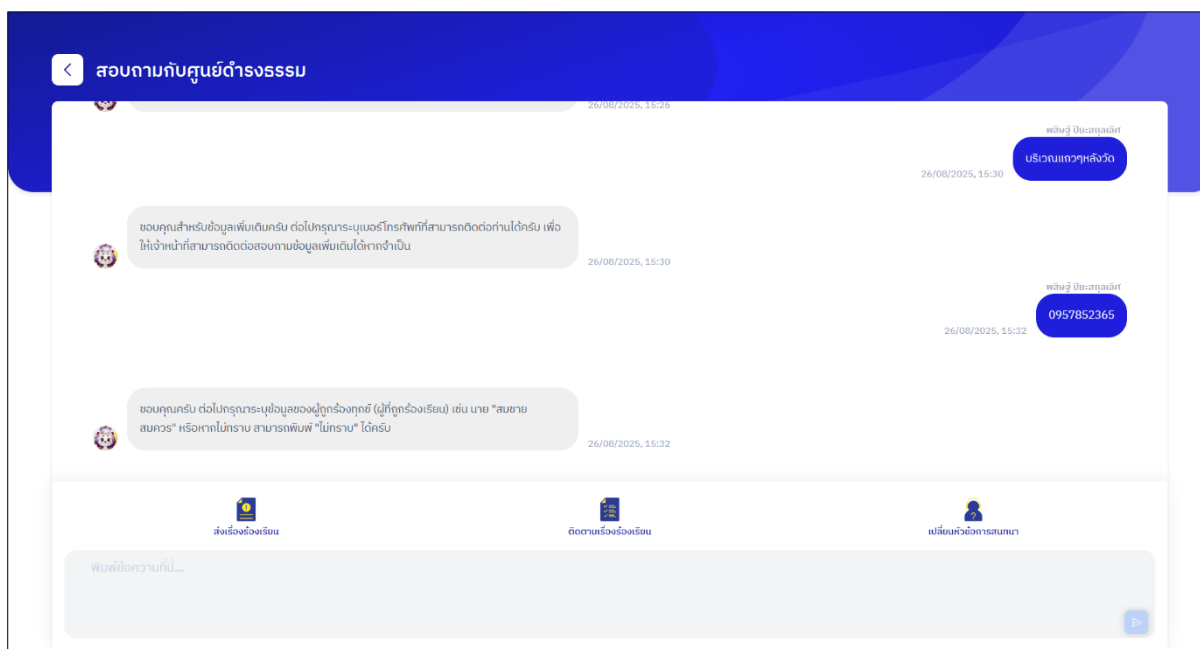 สอบถามกับศูนย์ดำรงธรรม
26/08/2025, 15:26
พสิษฐ์ ปิยะสกุลเลิศ
บริเวณแถวๆหลังวัด
26/08/2025, 15:30
ขอบคุณสำหรับข้อมูลเพิ่มเติมครับ ต่อไปกรุณาระบุเบอร์โทรศัพท์ที่สามารถติดต่อท่านได้ครับ เพื่อ
ให้เจ้าหน้าที่สามารถติดต่อสอบถามข้อมูลเพิ่มเติมได้หากจำเป็น
26/08/2025, 15:30
พสิษฐ์ ปิยะสกุลเลิศ
0957852365
26/08/2025, 15:32
ขอบคุณครับ ต่อไปกรุณาระบุข้อมูลของผู้ถูกร้องทุกข์ (ผู้ที่ถูกร้องเรียน) เช่น นาย "สมชาย
สมควร" หรือหากไม่ทราบ สามารถพิมพ์ "ไม่ทราบ" ได้ครับ
26/08/2025, 15:32
ส่งเรื่องร้องเรียน
ติดตามเรื่องร้องเรียน
เปลี่ยนหัวข้อการสนทนา
พิมพ์ข้อความที่นี่...